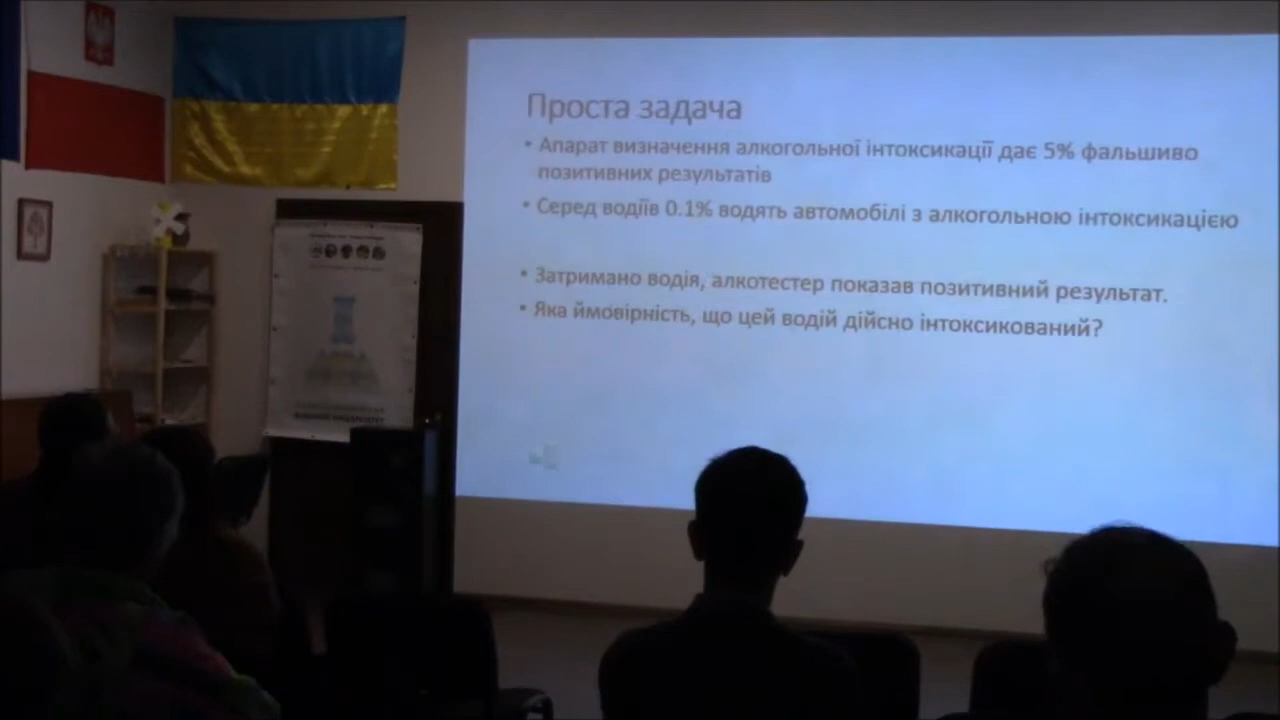 Проста задача
• Апарат визначення алкогольної інтоксикації дає 5% фальшиво
позитивних результатів
• Серед водіїв 0.1% водять автомобілі з алкогольною інтоксикацією
• Затримано водія, алкотестер показав позитивний результат.
• Яка ймовірність, що цей водій дійсно інтоксикований?